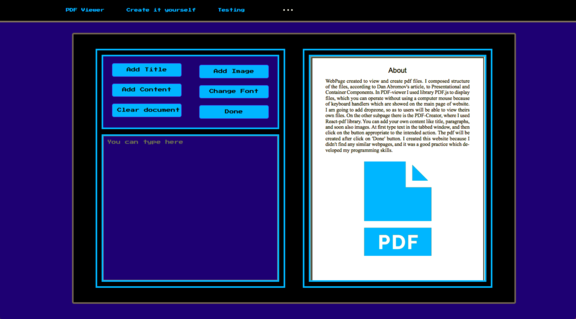 PDF Viewer Create it yourself Testing ...
Add Title Add Image
Add Content Change Font
Clear document Done
You can type here
About
WebPage created to view and create pdf files. I composed structure
of the files, according to Dan Abromov's article, to Presentational and
Container Components. In PDF-viewer I used library PDF.js to display
files, which you can operate without using a computer mouse because
of keyboard handlers which are showed on the main page of website.
I am going to add dropzone, so as to users will be able to view theirs
own files. On the other subpage there is the PDF-Creator, where I used
React-pdf library. You can add your own content like title, paragraphs,
and soon also images. At first type text in the tabbed window, and then
click on the button appropriate to the intended action. The pdf will be
created after click on 'Done' button. I created this website because I
didn't find any similar webpages, and it was a good practice which de-
veloped my programming skills.
PDF